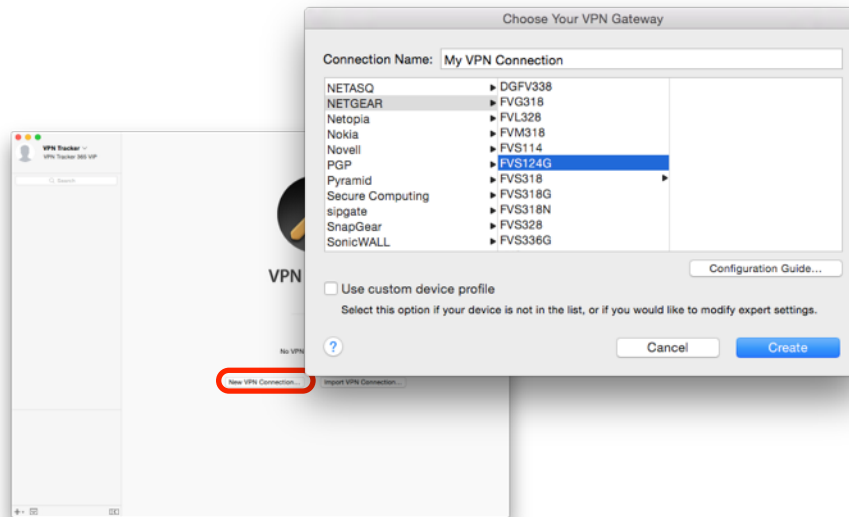 Choose Your VPN Gateway
Connection Name: My VPN Connection
NETASQ
NETGEAR
Netopia
Nokia
Novell
PGP
Pyramid
Secure Computing
sipgate
SnapGear
SonicWALL
DGFV338
FVG318
FVL328
FVM318
FVS114
FVS124G
FVS318
FVS318G
FVS318N
FVS328
FVS336G
Configuration Guide...
Use custom device profile
Select this option if your device is not in the list, or if you would like to modify expert settings.
?
Cancel
Create
VPN Tracker
VPN Tracker 365 VIP
Search
VPN
No VPN
New VPN Connection...
Import VPN Connection...